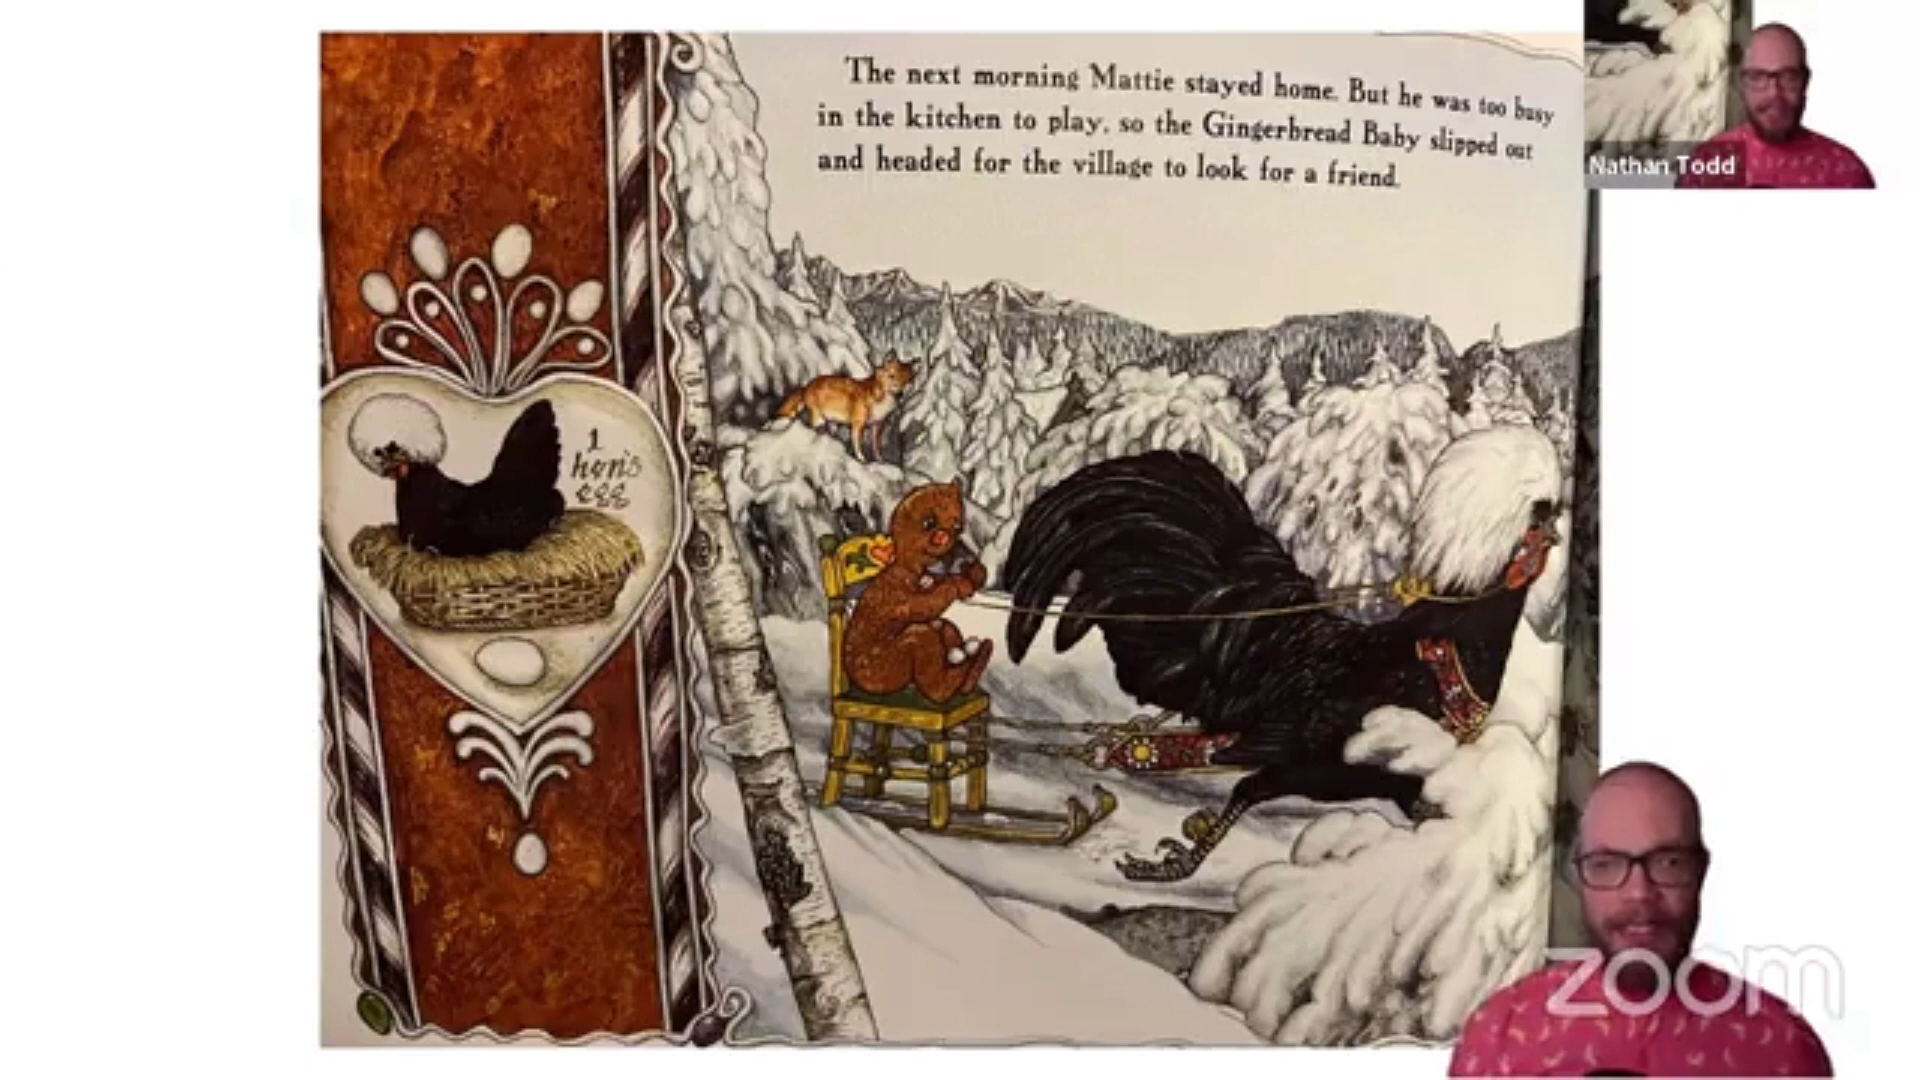 The next morning Mattie stayed home. But he was too busy
in the kitchen to play, so the Gingerbread Baby slipped out
and headed for the village to look for a friend.
Nathan Todd
1
hen's
egg
zoom